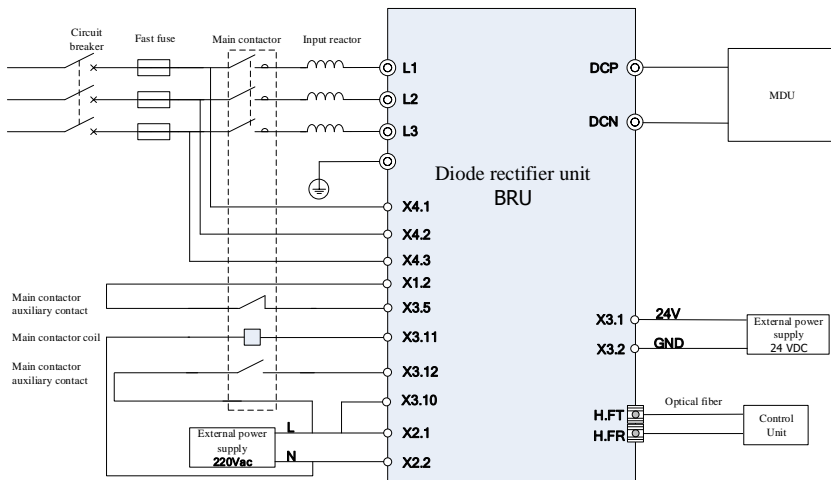 Circuit
breaker
Fast fuse
Main contactor
Input reactor
L1
L2
L3
DCP
DCN
MDU
Diode rectifier unit
BRU
X4.1
X4.2
X4.3
X1.2
Main contactor
auxiliary contact
X3.5
Main contactor coil
X3.11
Main contactor
auxiliary contact
X3.12
X3.10
External power
supply
220Vac
L
N
X2.1
X2.2
X3.1
24V
X3.2
GND
External power
supply
24 VDC
H.FT
H.FR
Optical fiber
Control
Unit